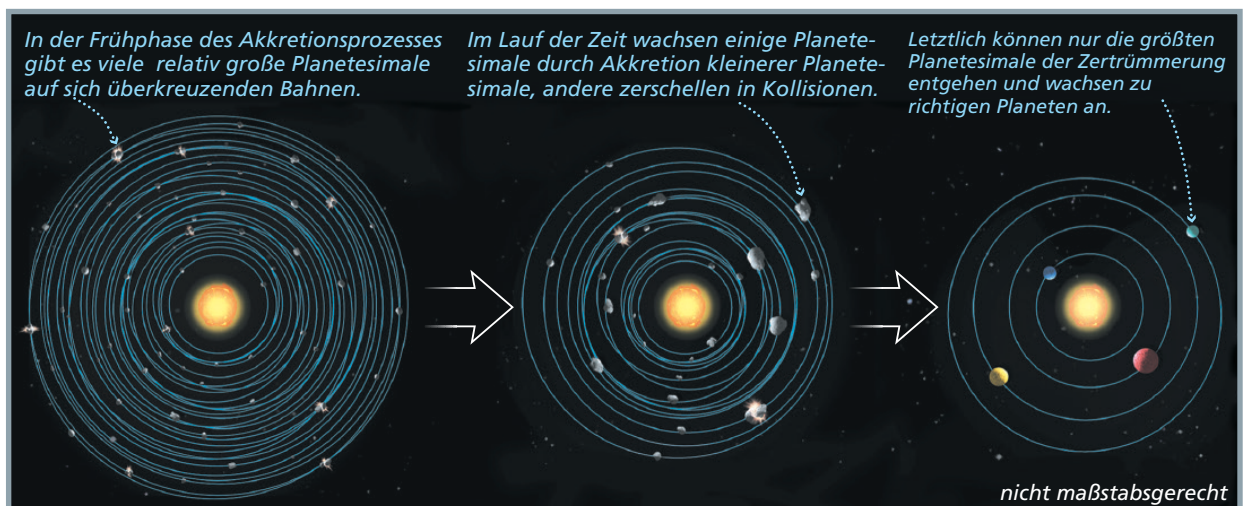 In der Frühphase des Akkretionsprozesses
gibt es viele relativ große Planetesimale
auf sich überkreuzenden Bahnen.
Im Lauf der Zeit wachsen einige Planete-
simale durch Akkretion kleinerer Planete-
simale, andere zerschellen in Kollisionen.
Letztlich können nur die größten
Planetesimale der Zertrümmerung
entgehen und wachsen zu
richtigen Planeten an.
nicht maßstabsgerecht